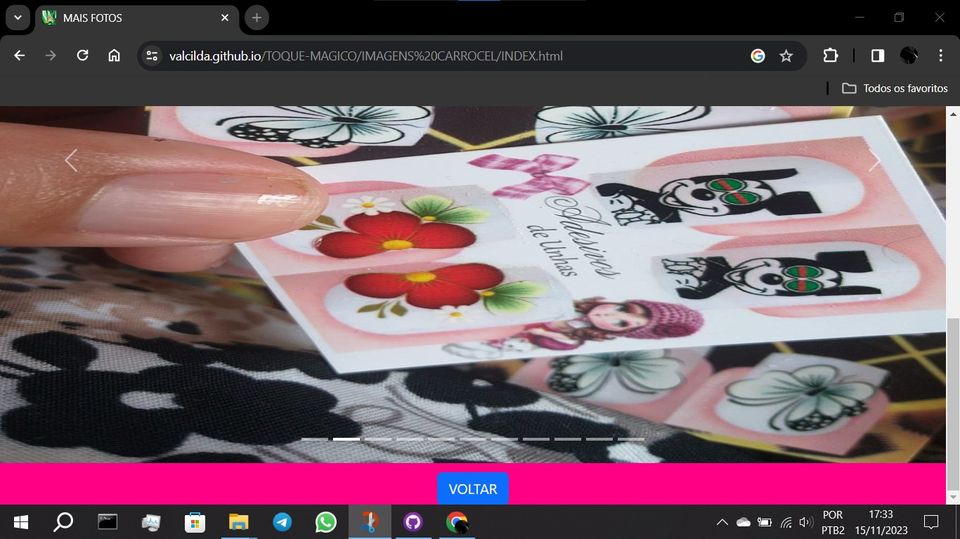 MAIS FOTOS
valcilda.github.io/TOQUE-MAGICO/IMAGENS%20CARROCEL/INDEX.html
Todos os favoritos
Adesivos
de Unhas
VOLTAR
POR
PTB2
17:33
15/11/2023